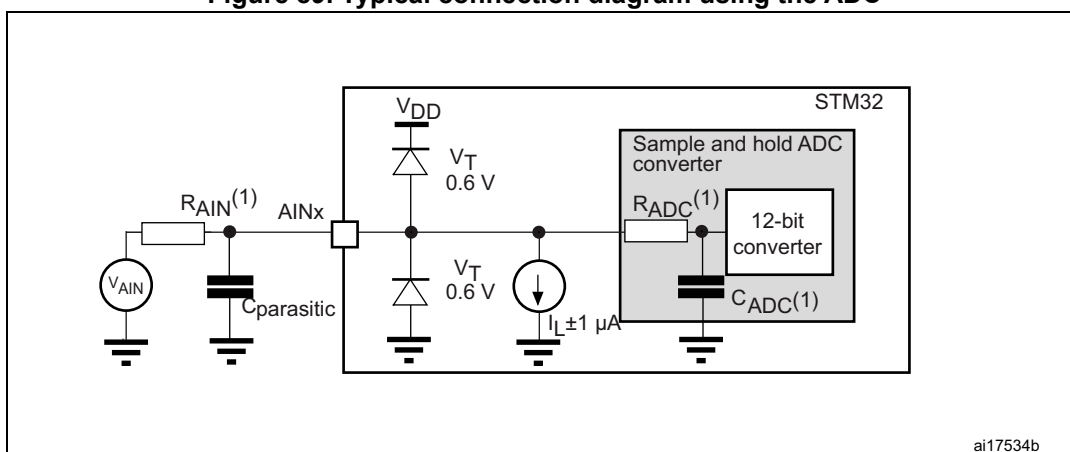 Figure 39. Typical connection diagram using the ADC
STM32
VDD
VT
0.6 V
Sample and hold ADC
converter
RAIN(1)
AINx
RADC(1)
12-bit
converter
VAIN
Cparasitic
VT
0.6 V
IL±1 µA
CADC(1)
ai17534b